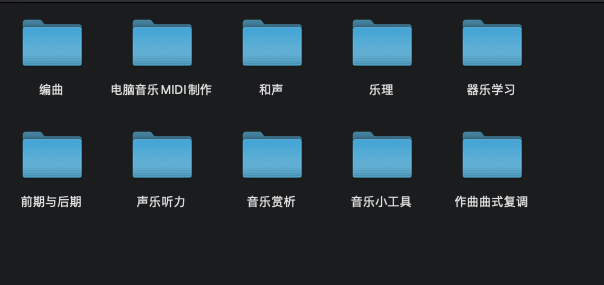 编曲
电脑音乐MIDI制作
和声
乐理
器乐学习
前期与后期
声乐听力
音乐赏析
音乐小工具
作曲曲式复调